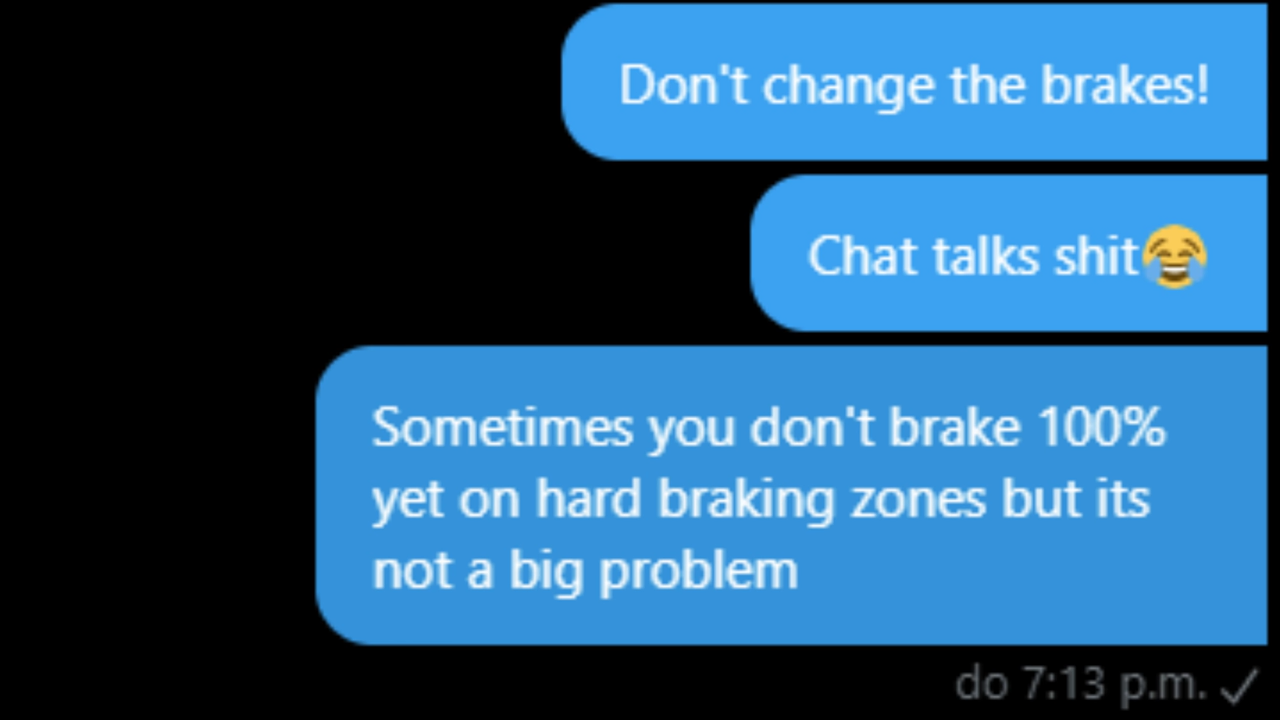 Don't change the brakes!
Chat talks shit😂
Sometimes you don't brake 100%
yet on hard braking zones but its
not a big problem
do 7:13 p.m. ✓